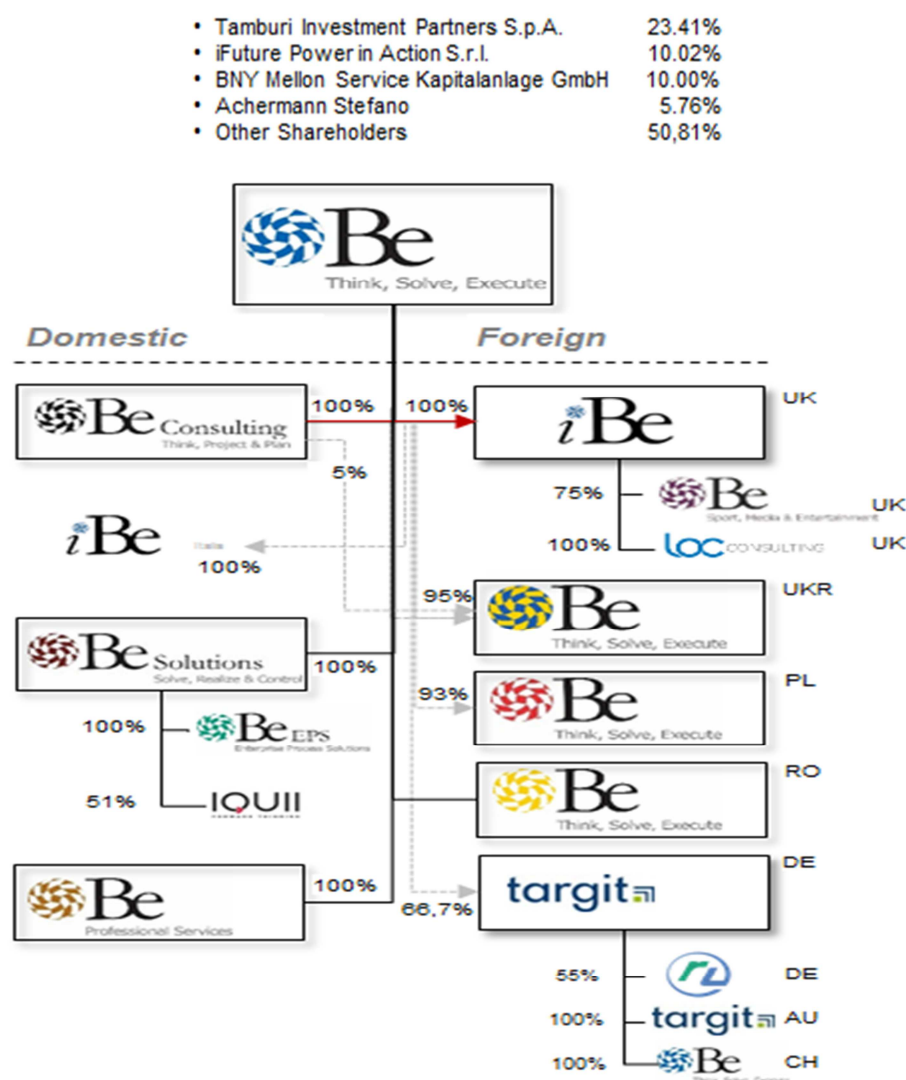 • Tamburi Investment Partners S.p.A. 23.41%
• iFuture Power in Action S.r.l. 10.02%
• BNY Mellon Service Kapitalanlage GmbH 10.00%
• Achermann Stefano 5.76%
• Other Shareholders 50,81%
Be
Think, Solve, Execute
Domestic Foreign
Be Consulting
Think, Project & Plan
100% 100%
iBe
UK
5%
75%
Be
Sport, Media & Entertainment
UK
iBe
Italia
100%
100%
LOC CONSULTING
UK
95%
Be
Think, Solve, Execute
UKR
Be Solutions
Solve, Realize & Control
100%
93%
Be
Think, Solve, Execute
PL
100%
Be EPS
Enterprise Process Solutions
51%
IQUII
FORWARD THINKING
Be
Think, Solve, Execute
RO
Be
Professional Services
100%
66,7%
targit
DE
55%
DE
100%
targit
AU
100%
Be
Think, Solve, Execute
CH